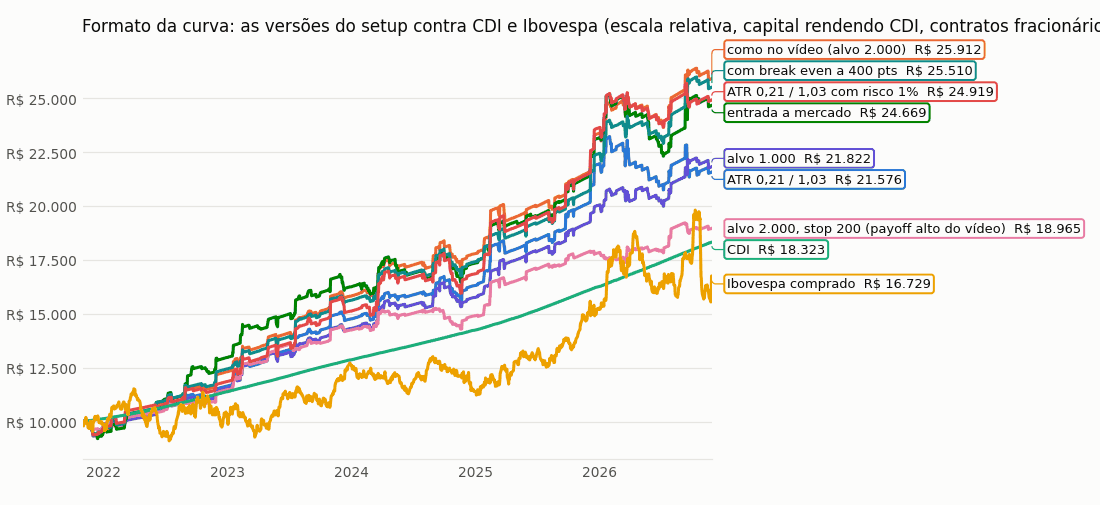 Formato da curva: as versões do setup contra CDI e Ibovespa (escala relativa, capital rendendo CDI, contratos fracionário
como no vídeo (alvo 2.000)  R$ 25.912
com break even a 400 pts  R$ 25.510
ATR 0,21 / 1,03 com risco 1%  R$ 24.919
entrada a mercado  R$ 24.669
alvo 1.000  R$ 21.822
ATR 0,21 / 1,03  R$ 21.576
alvo 2.000, stop 200 (payoff alto do vídeo)  R$ 18.965
CDI  R$ 18.323
Ibovespa comprado  R$ 16.729
R$ 25.000
R$ 22.500
R$ 20.000
R$ 17.500
R$ 15.000
R$ 12.500
R$ 10.000
2022
2023
2024
2025
2026